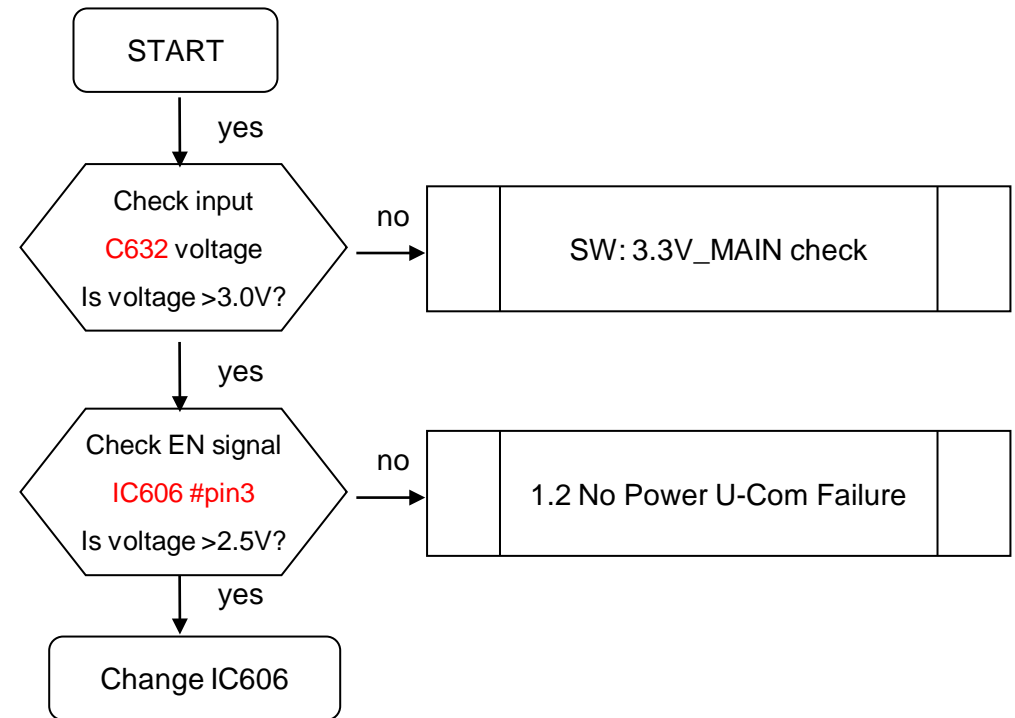 START
yes
Check input
C632 voltage
Is voltage >3.0V?
no
SW: 3.3V_MAIN check
yes
Check EN signal
IC606 #pin3
Is voltage >2.5V?
no
1.2 No Power U-Com Failure
yes
Change IC606